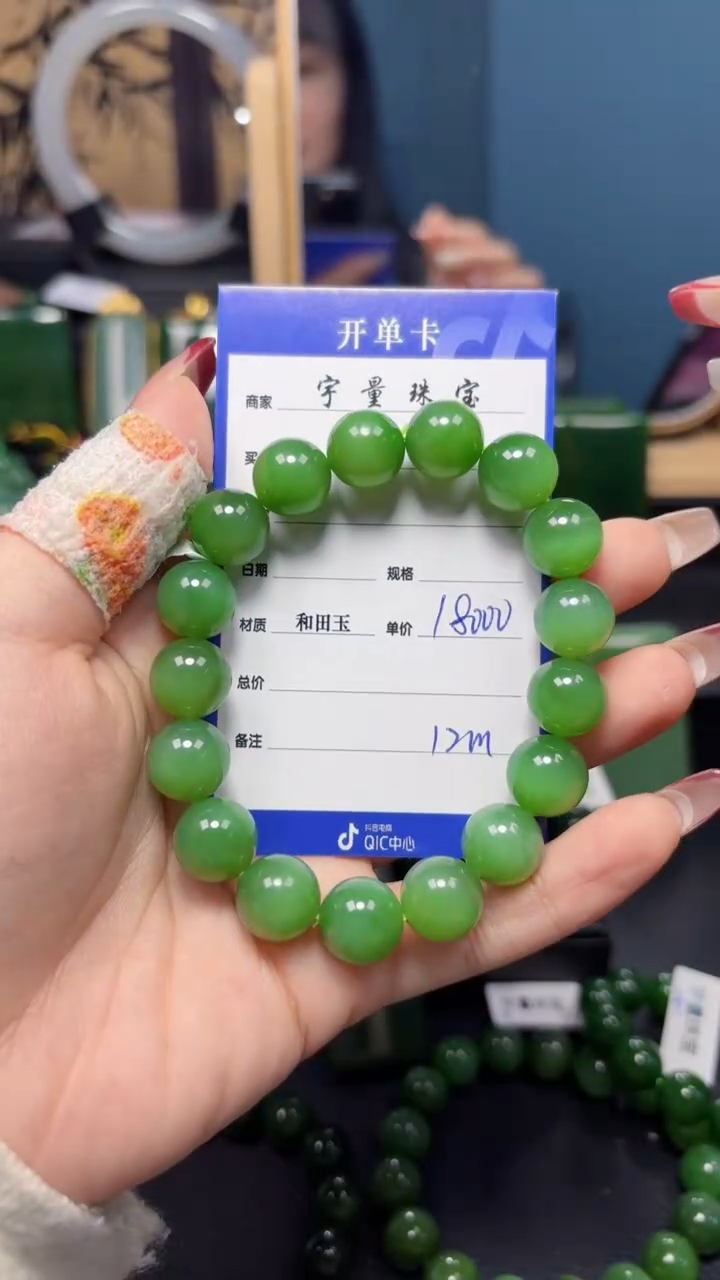 开单卡
商家 宇量珠宝
买
日期 规格
材质 和田玉 单价 18000
总价
备注 12m
抖音电商
QIC中心